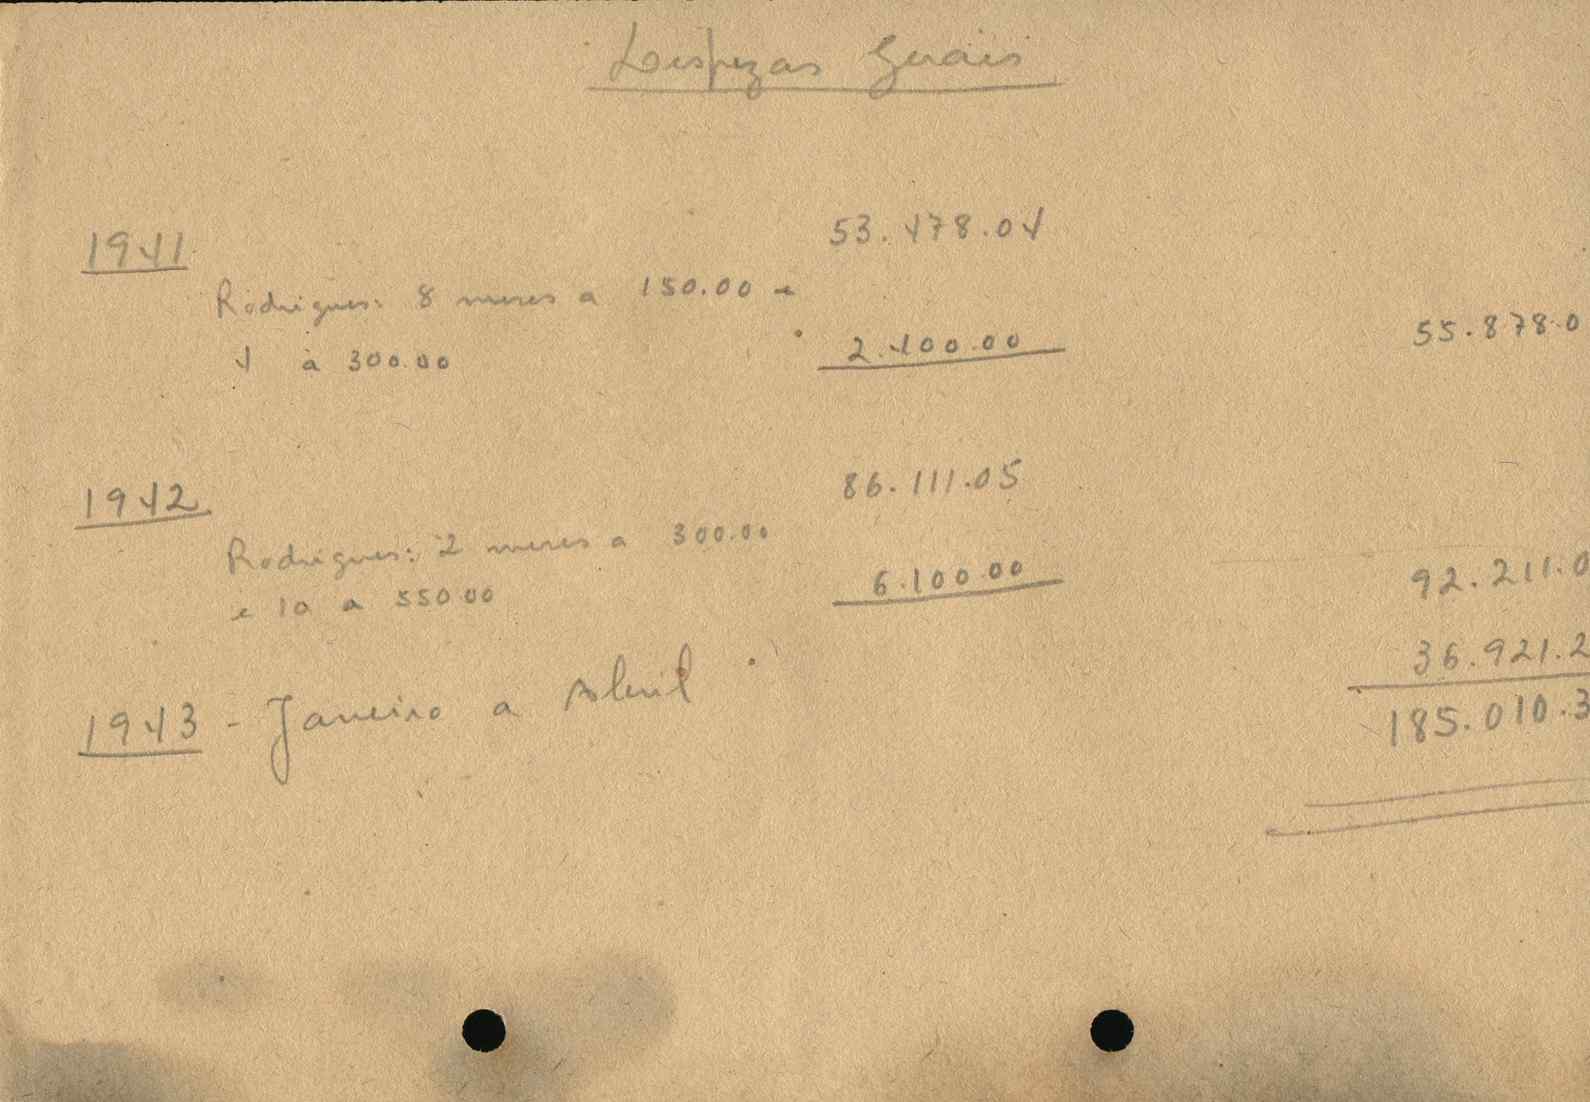 Despezas Gerais
1941 53.478.04
Rodrigues: 8 meses a 150.00 e
4 a 300.00 2.400.00 55.878.0
1942 86.111.05
Rodrigues: 2 meses a 300.00
e 10 a 550.00 6.100.00 92.211.0
36.921.2
1943 - Janeiro a Abril 185.010.3